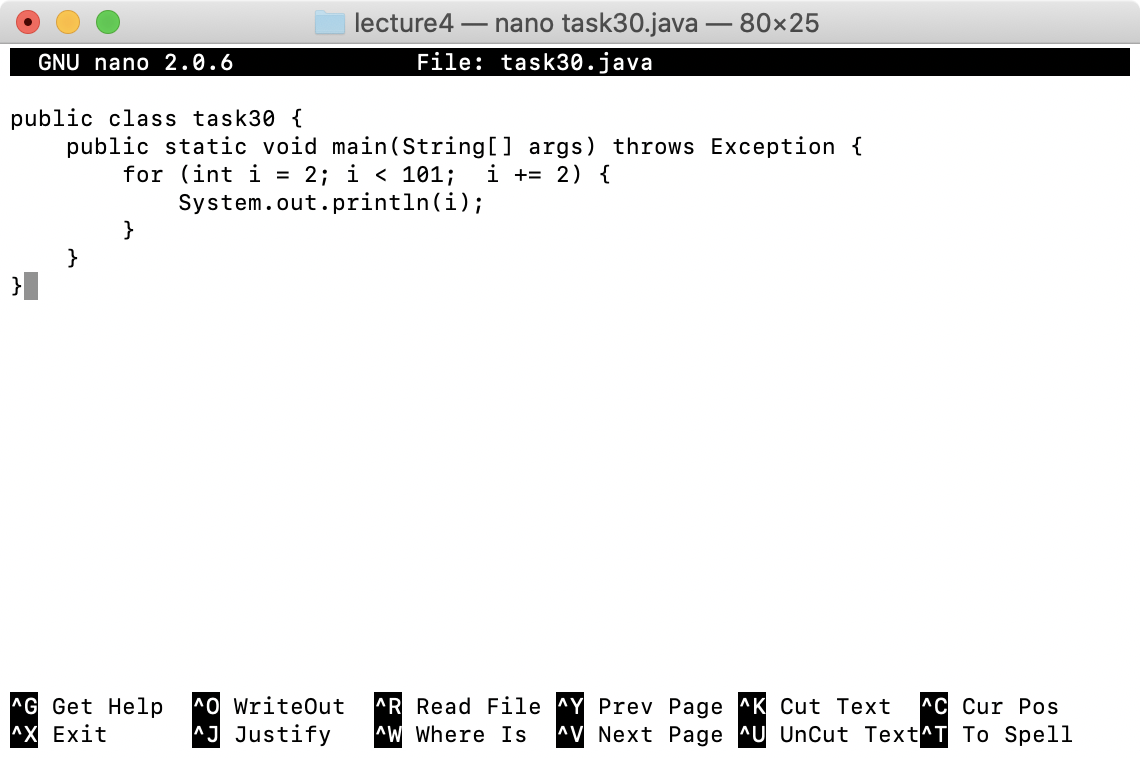 lecture4 — nano task30.java — 80×25
GNU nano 2.0.6 File: task30.java
public class task30 {
    public static void main(String[] args) throws Exception {
        for (int i = 2; i < 101;  i += 2) {
            System.out.println(i);
        }
    }
}
^G Get Help ^O WriteOut ^R Read File ^Y Prev Page ^K Cut Text ^C Cur Pos
^X Exit ^J Justify ^W Where Is ^V Next Page ^U UnCut Text ^T To Spell